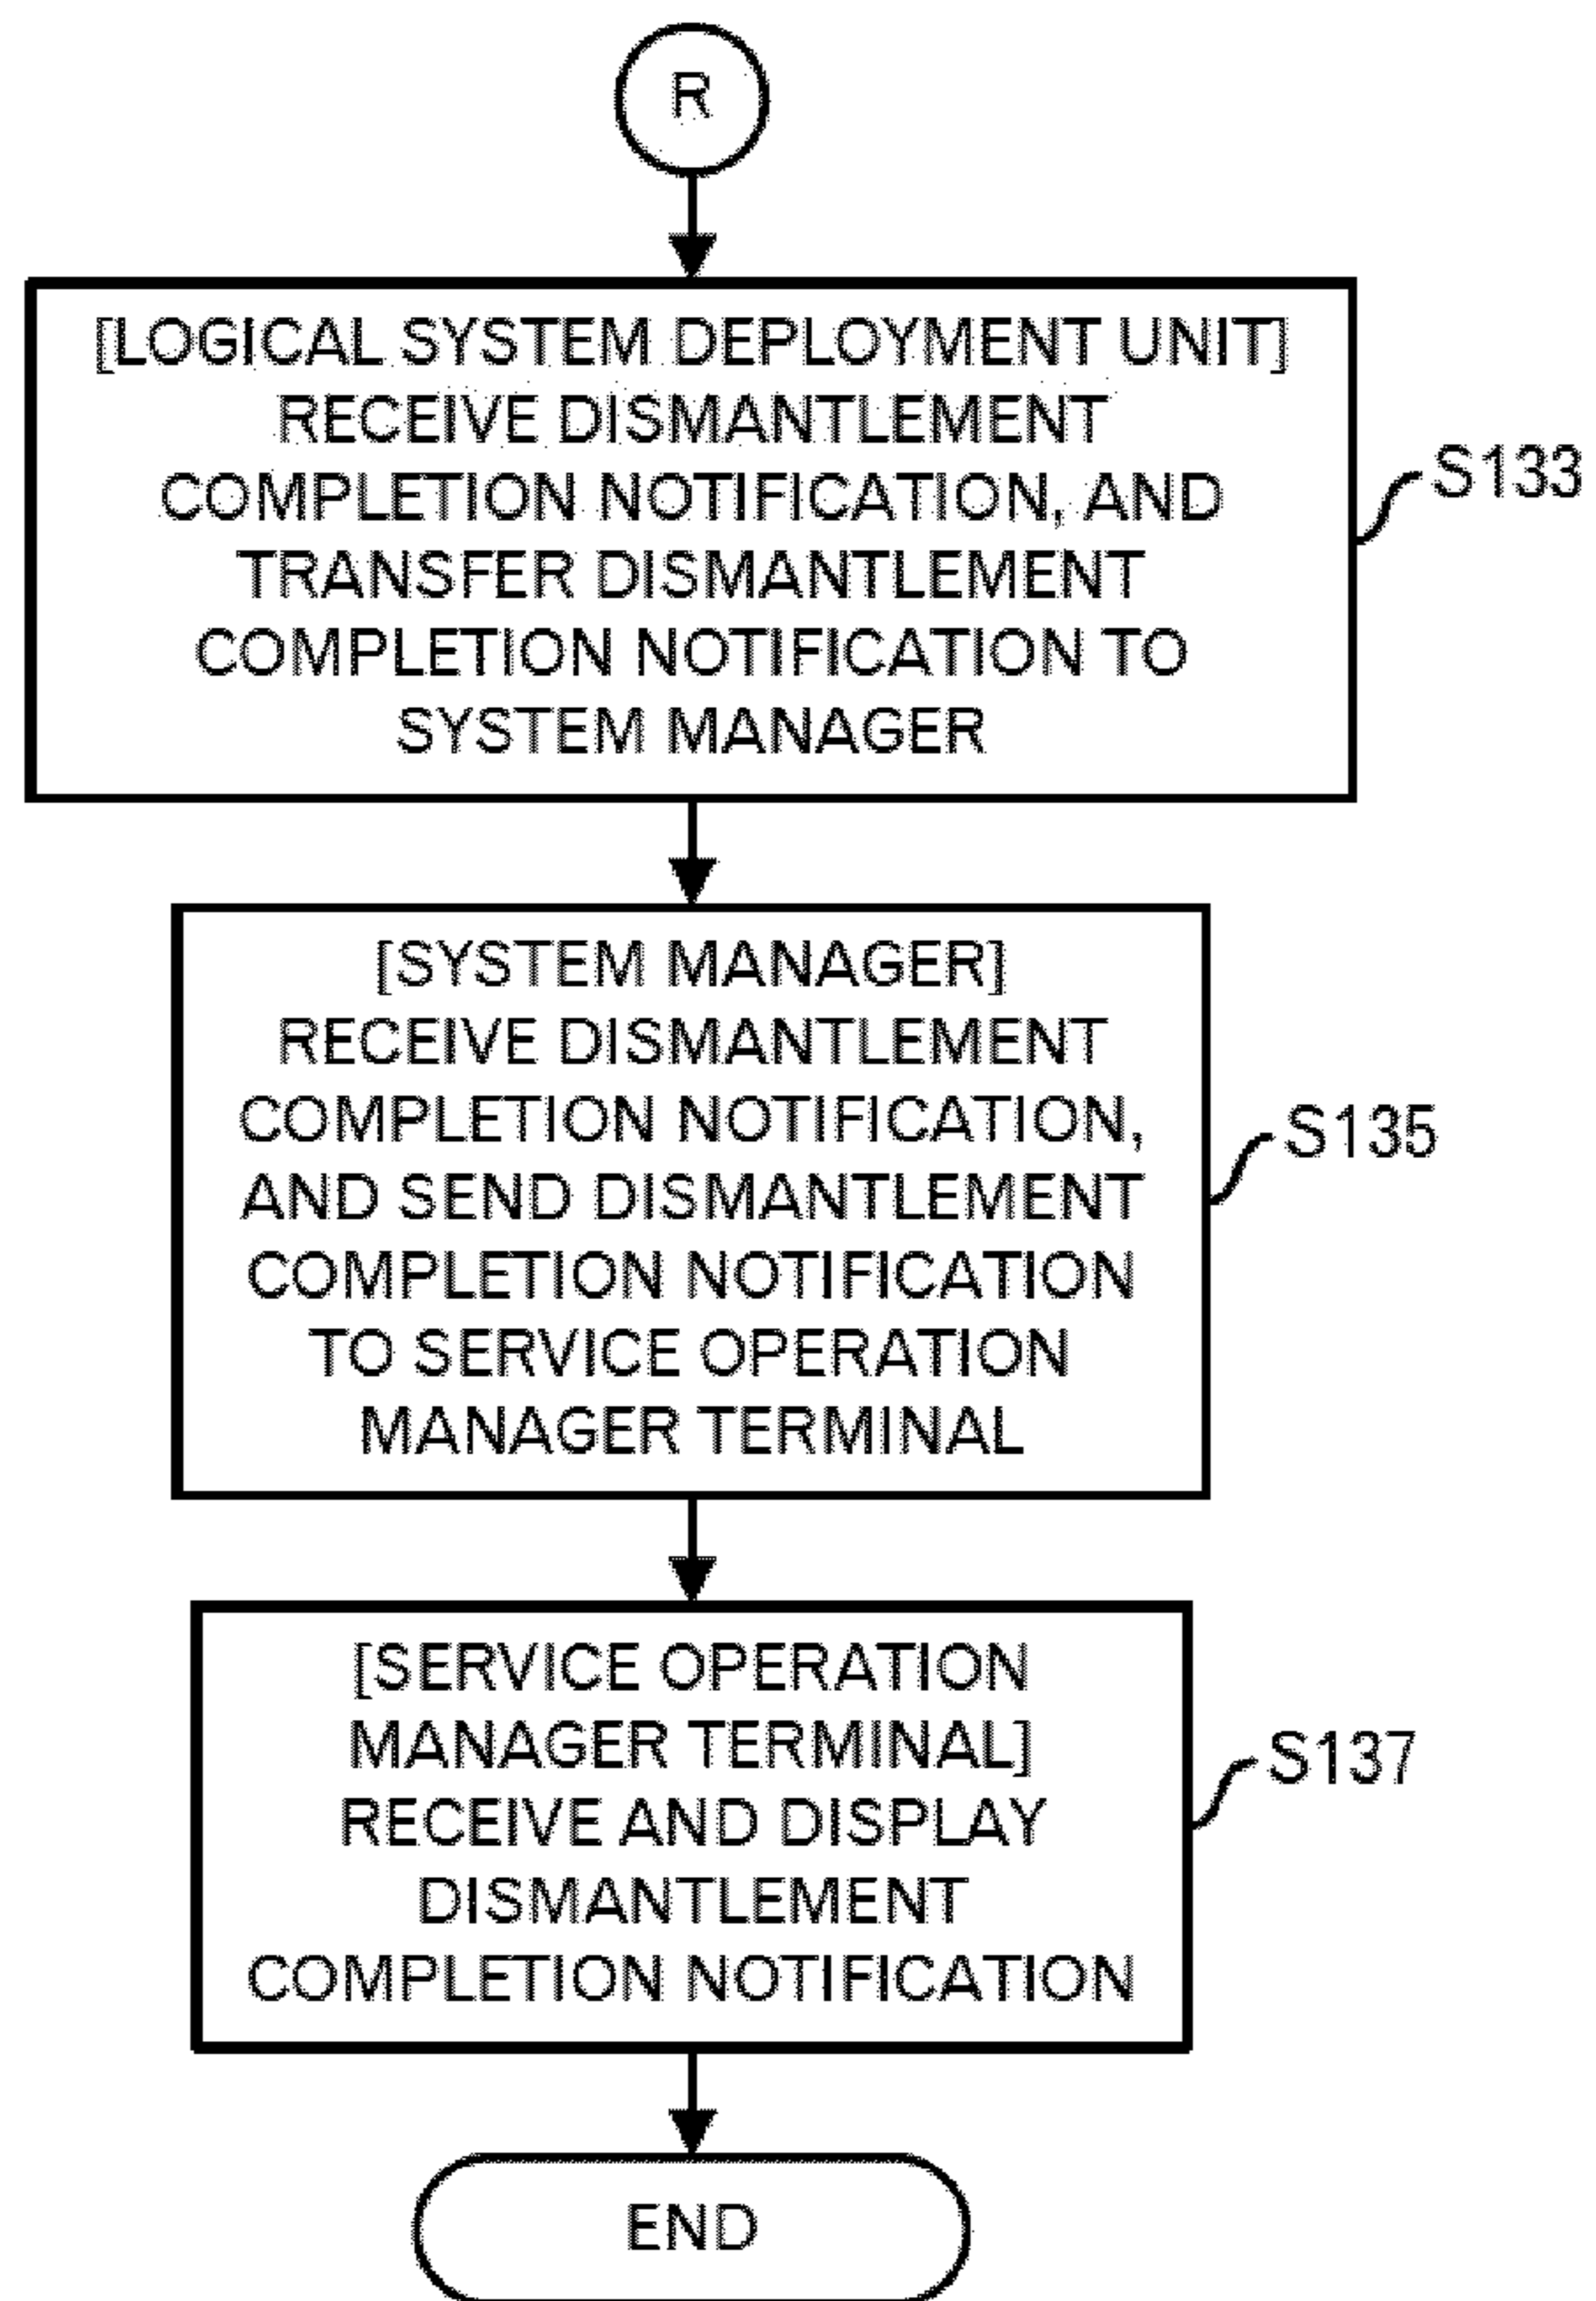 R
[LOGICAL SYSTEM DEPLOYMENT UNIT]
RECEIVE DISMANTLEMENT
COMPLETION NOTIFICATION, AND
TRANSFER DISMANTLEMENT
COMPLETION NOTIFICATION TO
SYSTEM MANAGER
S133
[SYSTEM MANAGER]
RECEIVE DISMANTLEMENT
COMPLETION NOTIFICATION,
AND SEND DISMANTLEMENT
COMPLETION NOTIFICATION
TO SERVICE OPERATION
MANAGER TERMINAL
S135
[SERVICE OPERATION
MANAGER TERMINAL]
RECEIVE AND DISPLAY
DISMANTLEMENT
COMPLETION NOTIFICATION
S137
END